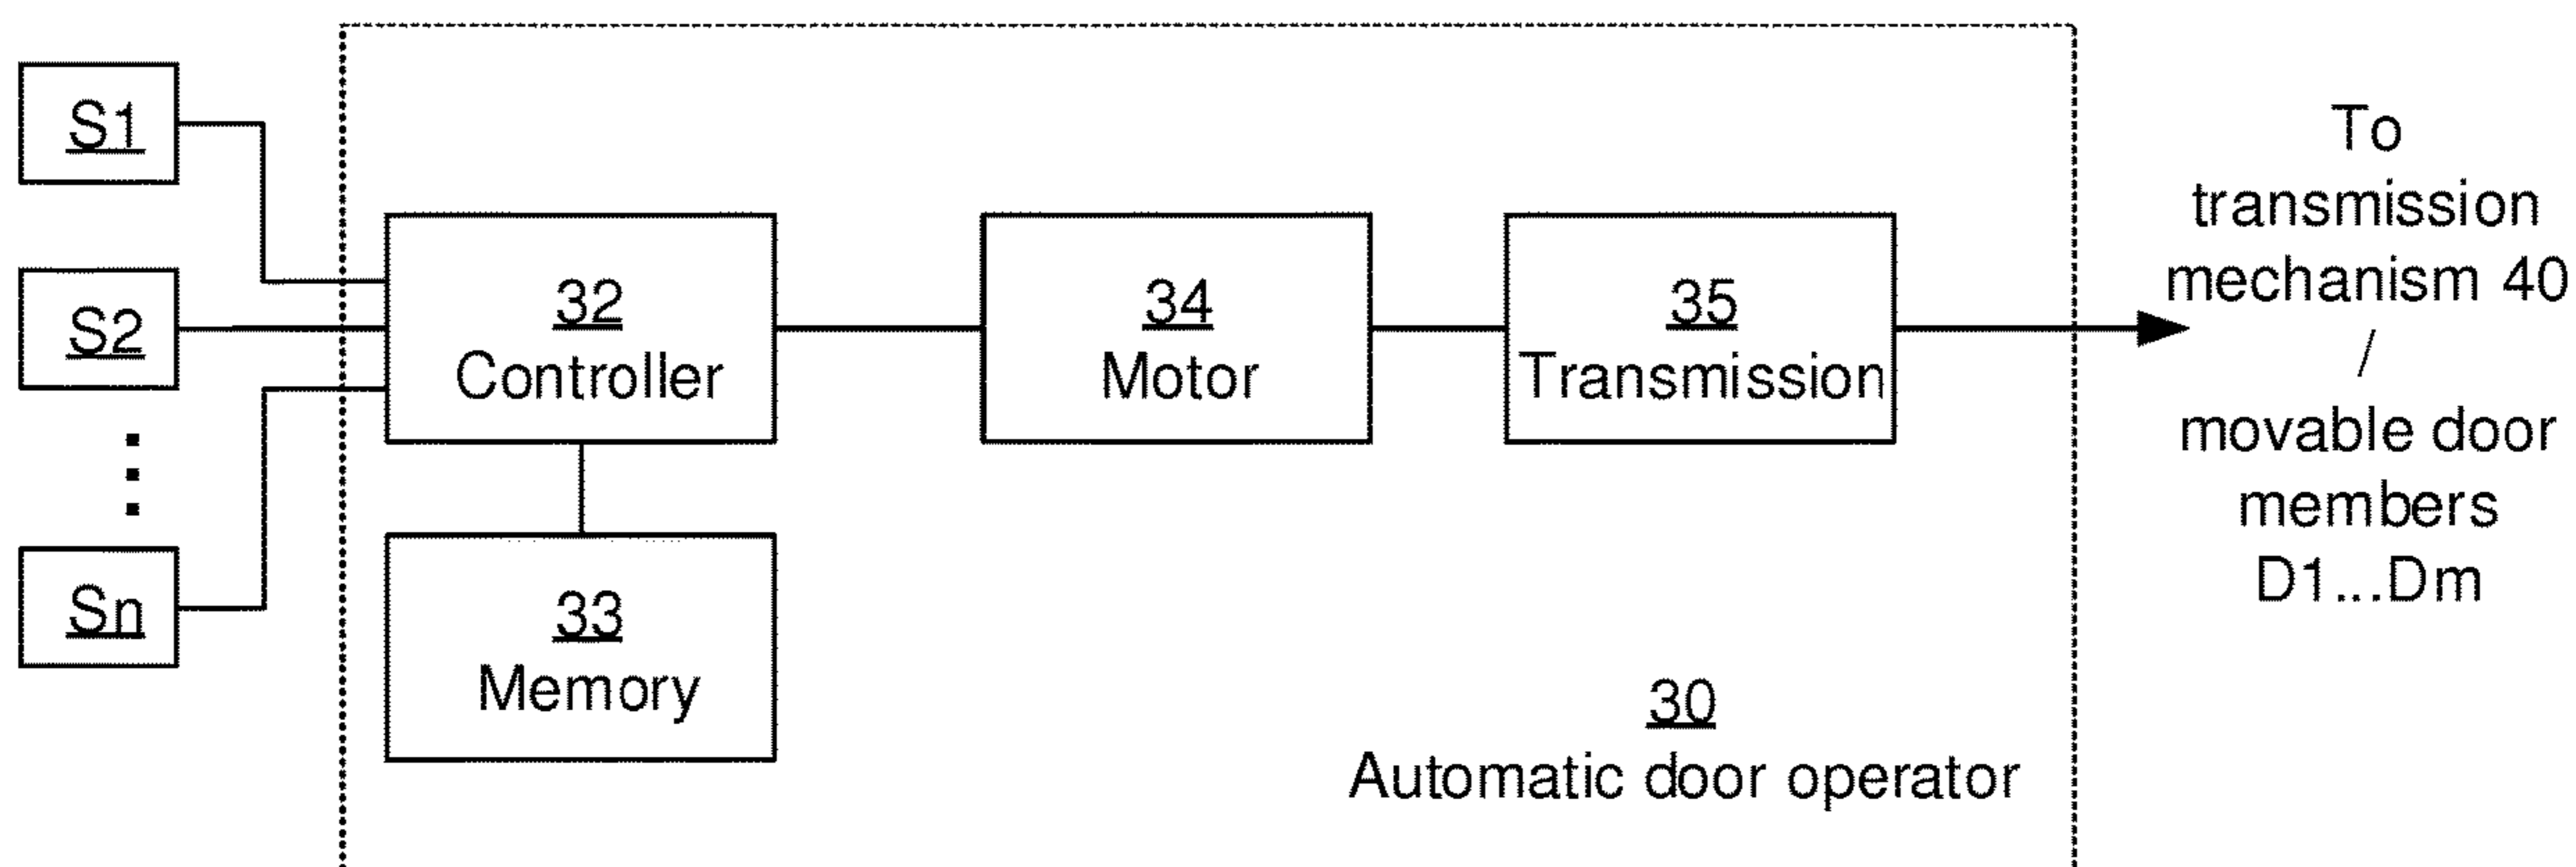 S1
S2
Sn
32
Controller
33
Memory
34
Motor
35
Transmission
30
Automatic door operator
To
transmission
mechanism 40
/
movable door
members
D1...Dm